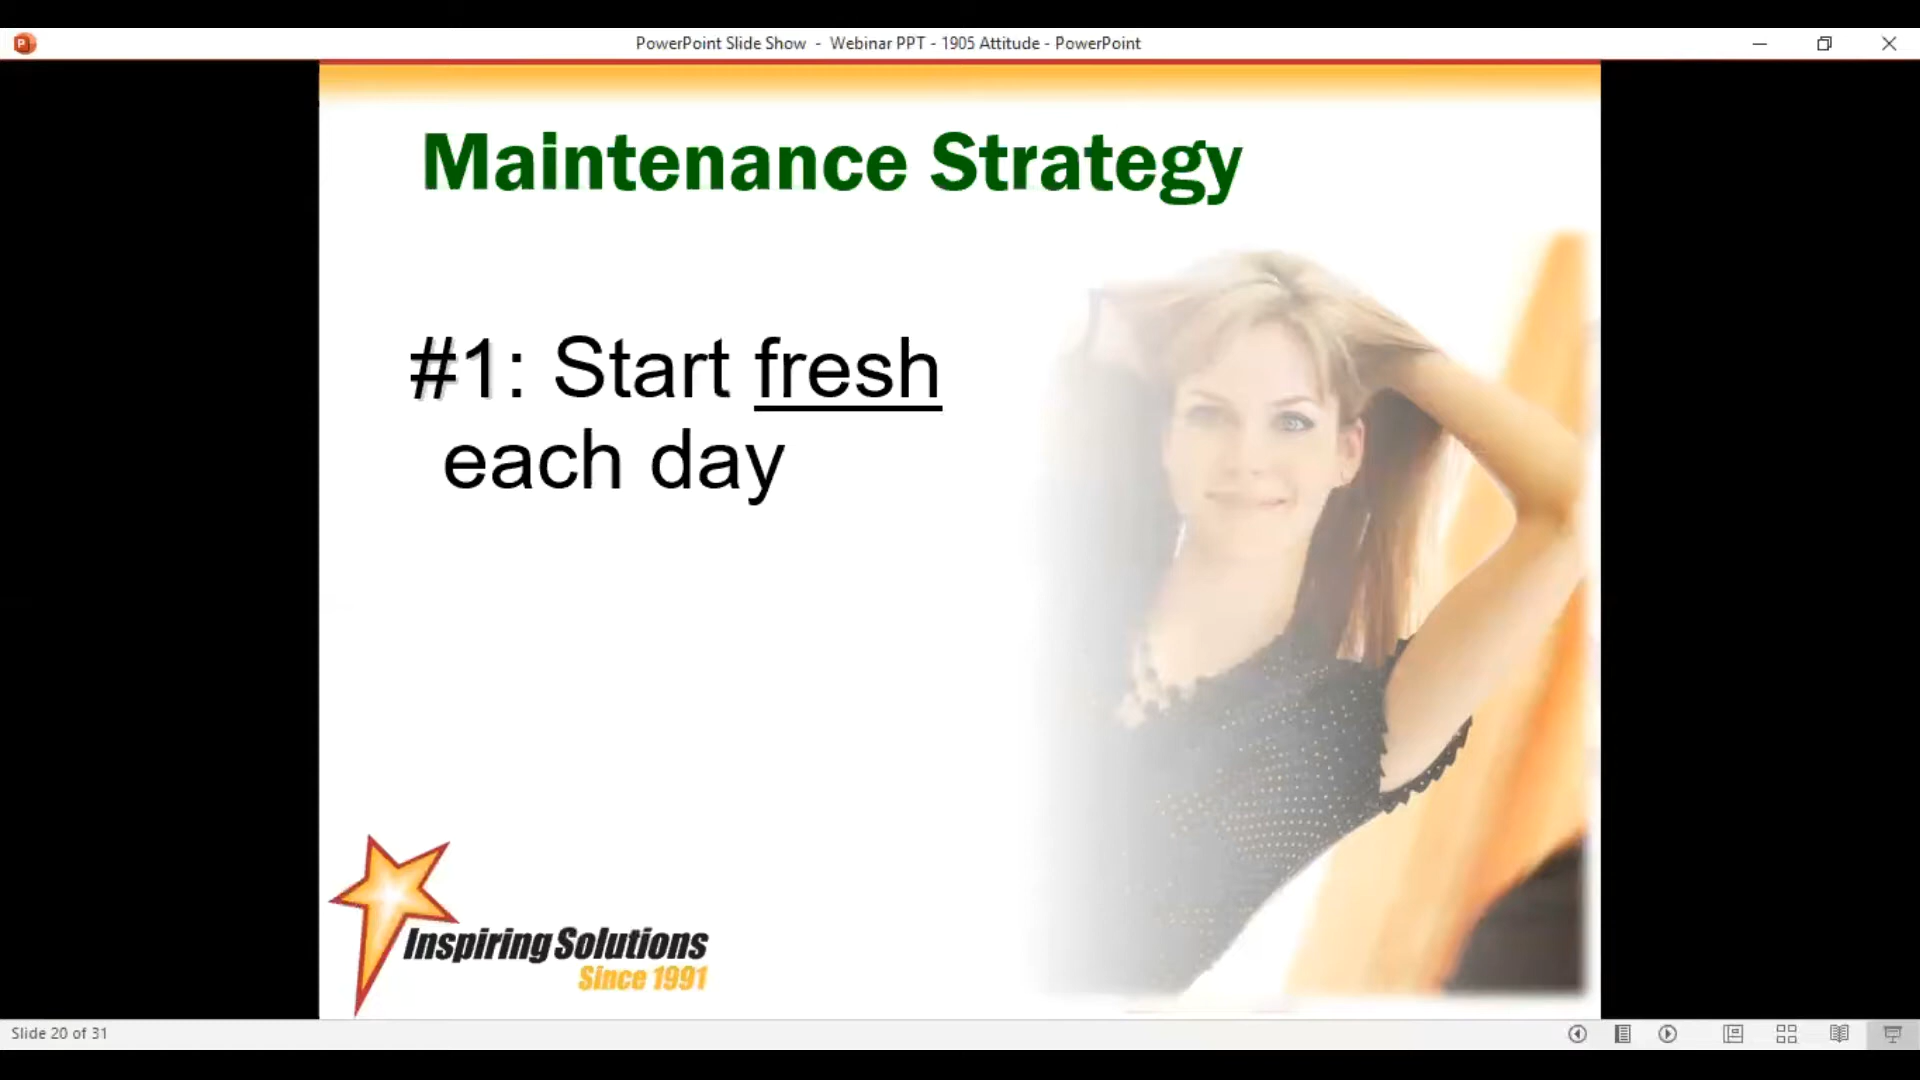 PowerPoint Slide Show - Webinar PPT - 1905 Attitude - PowerPoint
Maintenance Strategy
#1: Start fresh
each day
Inspiring Solutions
Since 1991
Slide 20 of 31